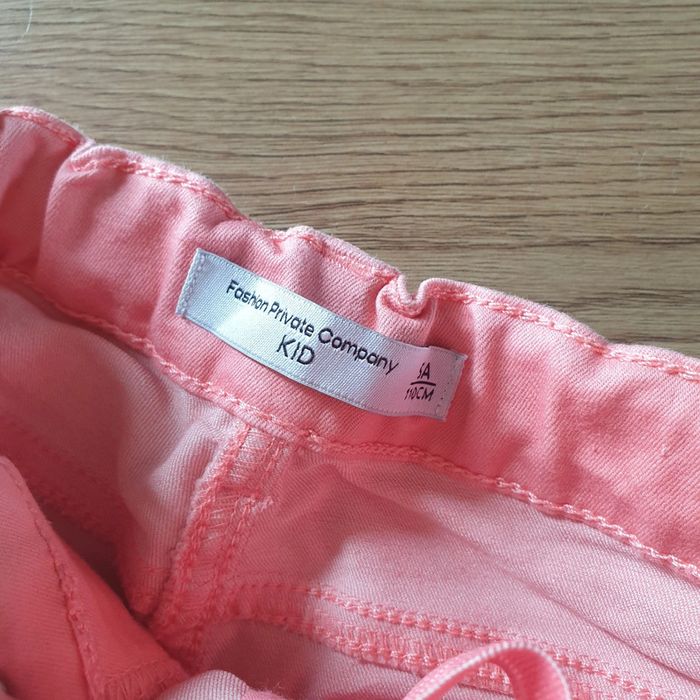 Fashion Private Company
KID
5A
110CM